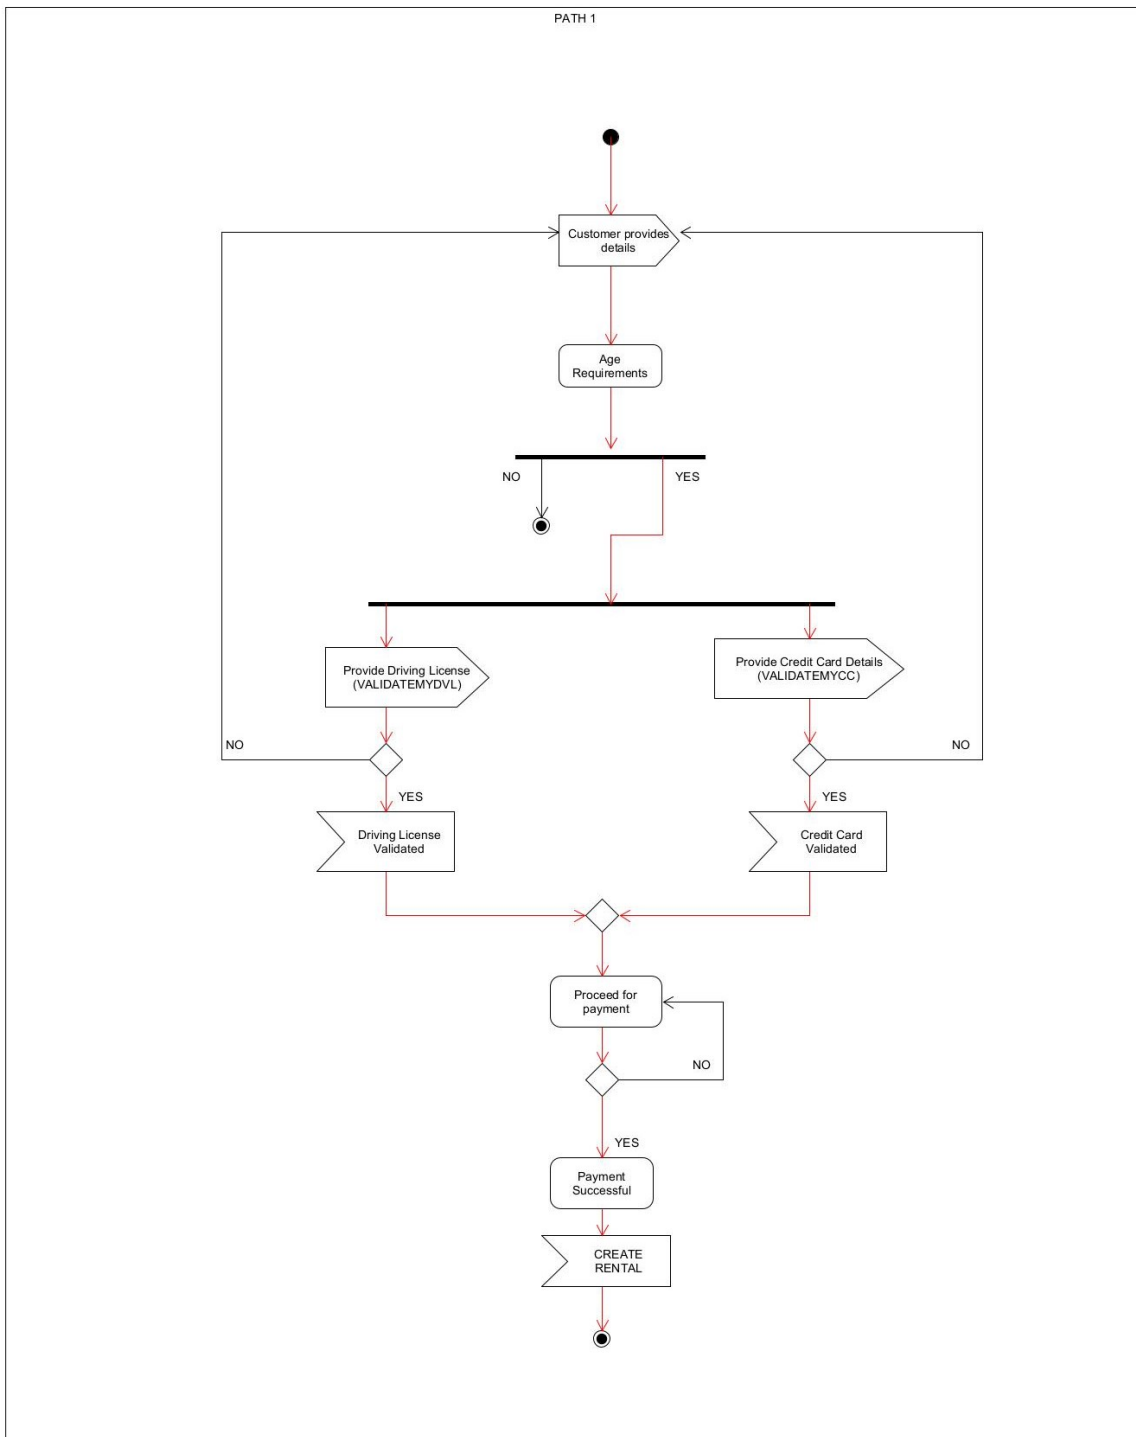 PATH 1
Customer provides
details
Age
Requirements
NO
YES
Provide Driving License
(VALIDATEMYDVL)
Provide Credit Card Details
(VALIDATEMYCC)
NO
NO
YES
YES
Driving License
Validated
Credit Card
Validated
Proceed for
payment
NO
YES
Payment
Successful
CREATE
RENTAL